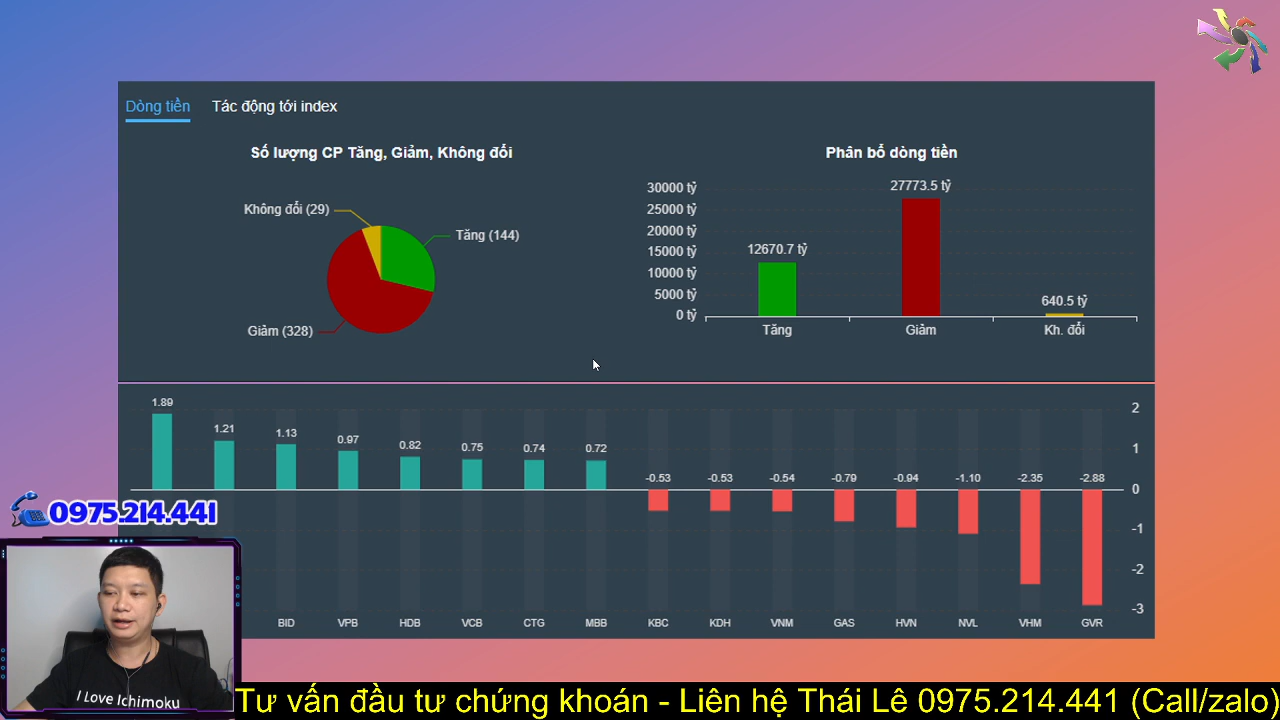 Dòng tiền Tác động tới index
Số lượng CP Tăng, Giảm, Không đổi
Không đổi (29)
Tăng (144)
Giảm (328)
Phân bổ dòng tiền
30000 tỷ
25000 tỷ
20000 tỷ
15000 tỷ
10000 tỷ
5000 tỷ
0 tỷ
12670.7 tỷ
27773.5 tỷ
640.5 tỷ
Tăng Giảm Kh. đổi
1.89 1.21 1.13 0.97 0.82 0.75 0.74 0.72 -0.53 -0.53 -0.54 -0.79 -0.94 -1.10 -2.35 -2.88
2
1
0
-1
-2
-3
BID VPB HDB VCB CTG MBB KBC KDH VNM GAS HVN NVL VHM GVR
0975.214.441
I Love Ichimoku
Tư vấn đầu tư chứng khoán - Liên hệ Thái Lê 0975.214.441 (Call/zalo)